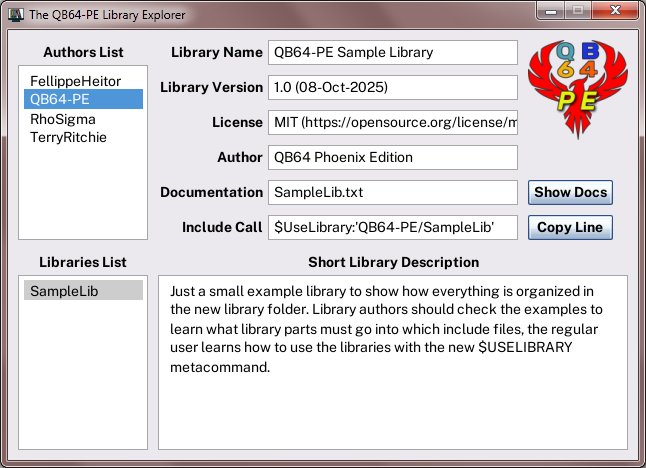 The QB64-PE Library Explorer
Authors List
FellippeHeitor
QB64-PE
RhoSigma
TerryRitchie
Library Name
QB64-PE Sample Library
Library Version
1.0 (08-Oct-2025)
License
MIT (https://opensource.org/license/m
Author
QB64 Phoenix Edition
Documentation
SampleLib.txt
Show Docs
Include Call
$UseLibrary:'QB64-PE/SampleLib'
Copy Line
QB
64
PE
Libraries List
SampleLib
Short Library Description
Just a small example library to show how everything is organized in
the new library folder. Library authors should check the examples to
learn what library parts must go into which include files, the regular
user learns how to use the libraries with the new $USELIBRARY
metacommand.